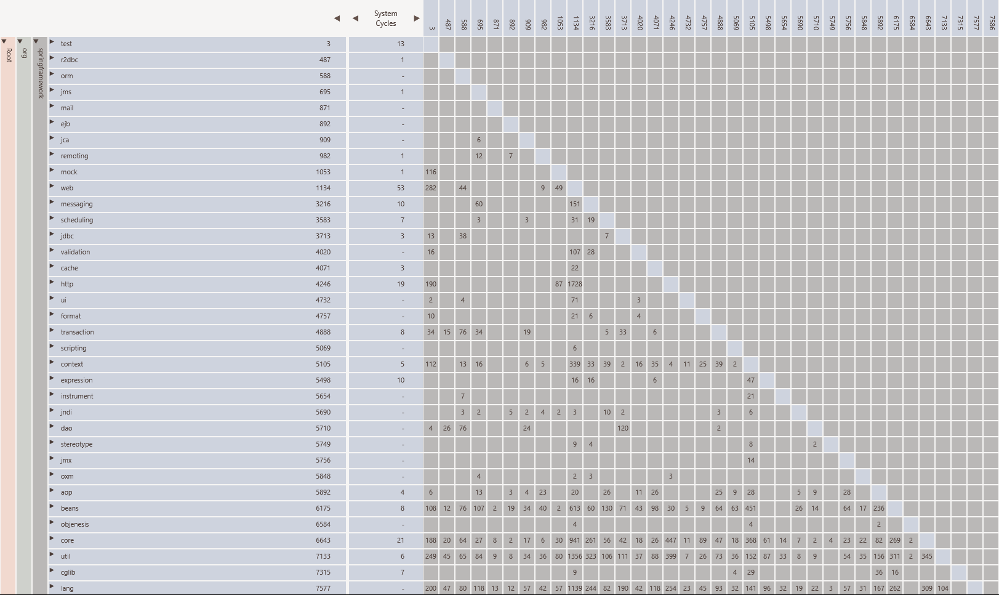 System
Cycles
3 487 588 695 871 892 909 982 1053 1134 3216 3583 3713 4020 4071 4246 4732 4757 4888 5069 5105 5498 5654 5690 5710 5749 5756 5848 5892 6175 6584 6643 7133 7315 7577 7586
Root
org
springframework
test 3 13
r2dbc 487 1
orm 588 -
jms 695 1
mail 871 -
ejb 892 -
jca 909 - 6
remoting 982 1 12 7
mock 1053 1 116
web 1134 53 282 44 9 49
messaging 3216 10 60 151
scheduling 3583 7 3 3 31 19
jdbc 3713 3 13 38 7
validation 4020 - 16 107 28
cache 4071 3 22
http 4246 19 190 87 1728
ui 4732 - 2 4 71 3
format 4757 - 10 21 6 4
transaction 4888 8 34 15 76 34 19 5 33 6
scripting 5069 - 6
context 5105 5 112 13 16 6 5 339 33 39 2 16 35 4 11 25 39 2
expression 5498 10 16 16 6 47
instrument 5654 - 7 21
jndi 5690 - 3 2 5 2 4 2 3 10 2 3 6
dao 5710 - 4 26 76 24 120 2
stereotype 5749 - 9 4 8 2
jmx 5756 - 14
oxm 5848 - 4 2 3 3
aop 5892 4 6 13 3 4 23 20 26 11 26 25 9 28 5 9 28
beans 6175 8 108 12 76 107 2 19 34 40 2 613 60 130 71 43 98 30 5 9 64 63 451 26 14 64 17 236
objenesis 6584 - 4 4 2
core 6643 21 188 20 64 27 8 2 17 6 30 941 261 56 42 18 26 447 11 89 47 18 368 61 14 7 2 4 23 22 82 269 2
util 7133 6 249 45 65 84 9 8 34 36 80 1356 323 106 111 37 88 399 7 26 73 36 152 87 33 8 9 54 35 156 311 2 345
cglib 7315 7 9 4 29 36 16
lang 7577 - 200 47 80 118 13 12 57 42 57 1139 244 82 190 42 118 254 23 45 93 32 141 96 32 19 22 3 57 31 167 262 309 104